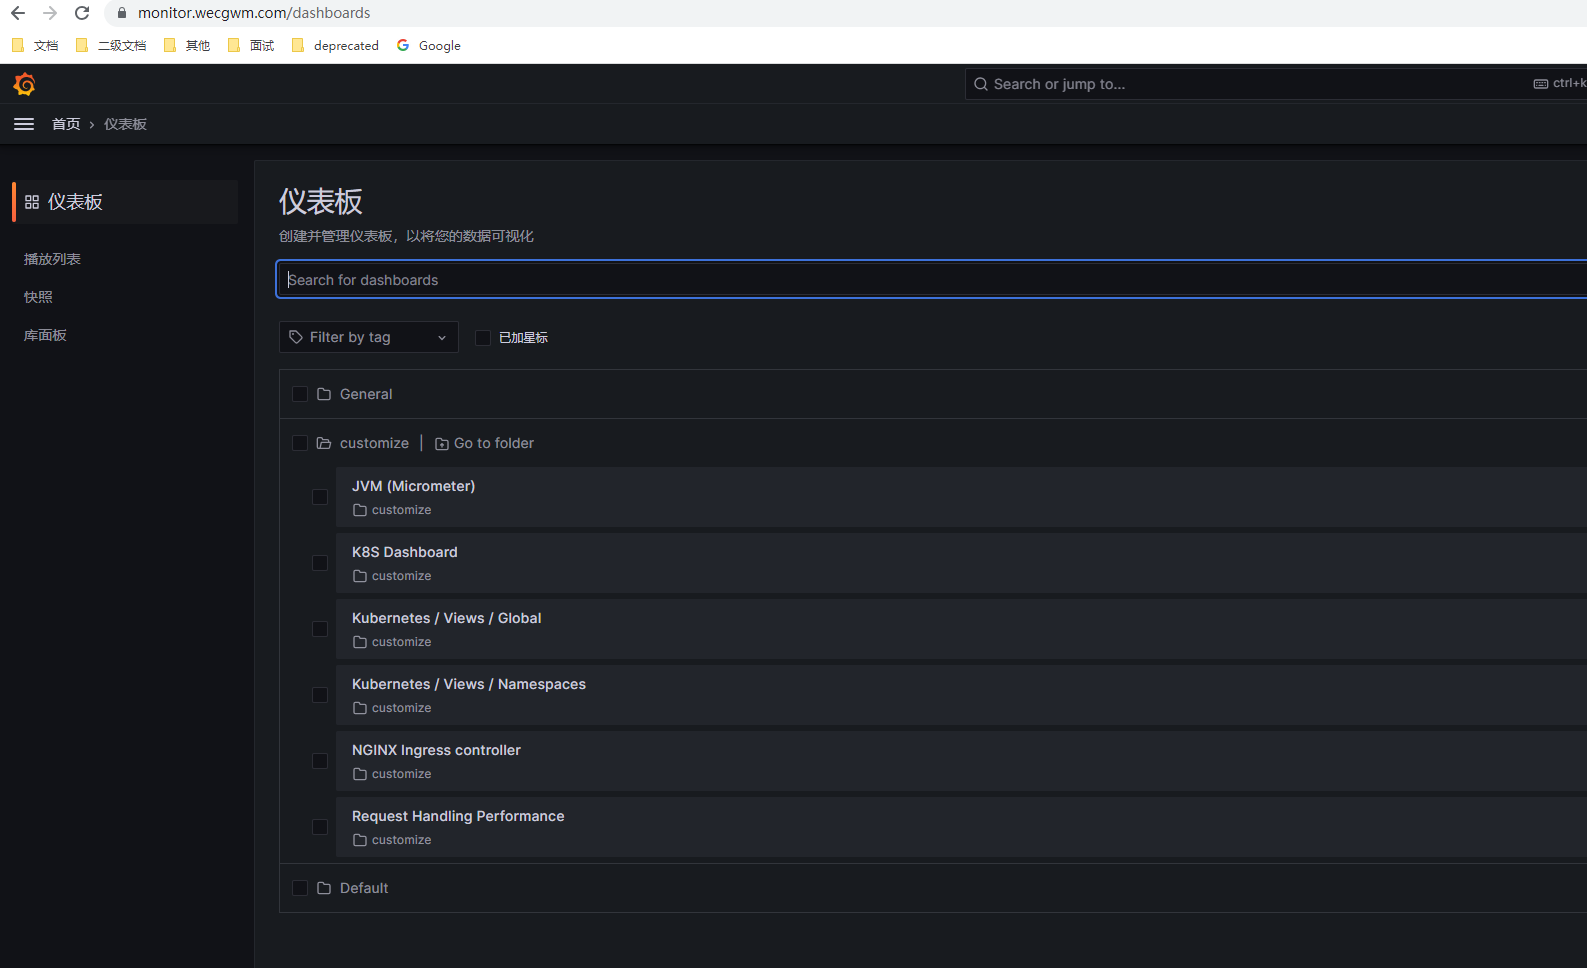 monitor.wecgwm.com/dashboards
文档 二级文档 其他 面试 deprecated Google
Search or jump to... ctrl+k
首页 › 仪表板
仪表板
播放列表
快照
库面板
仪表板
创建并管理仪表板，以将您的数据可视化
Search for dashboards
Filter by tag 已加星标
General
customize | Go to folder
JVM (Micrometer)
customize
K8S Dashboard
customize
Kubernetes / Views / Global
customize
Kubernetes / Views / Namespaces
customize
NGINX Ingress controller
customize
Request Handling Performance
customize
Default